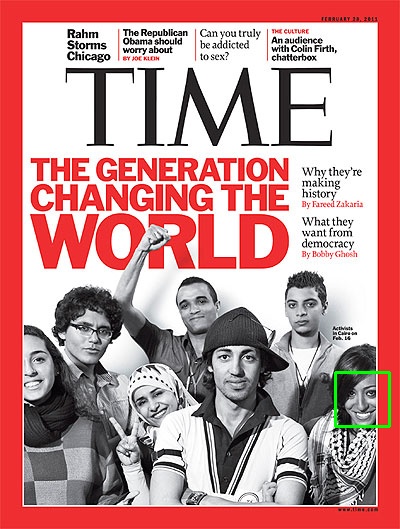 FEBRUARY 28, 2011
Rahm
Storms
Chicago
The Republican
Obama should
worry about
BY JOE KLEIN
Can you truly
be addicted
to sex?
THE CULTURE
An audience
with Colin Firth,
chatterbox
TIME
THE GENERATION
CHANGING THE
WORLD
Why they're
making
history
By Fareed Zakaria
What they
want from
democracy
By Bobby Ghosh
Activists
in Cairo on
Feb. 16
www.time.com